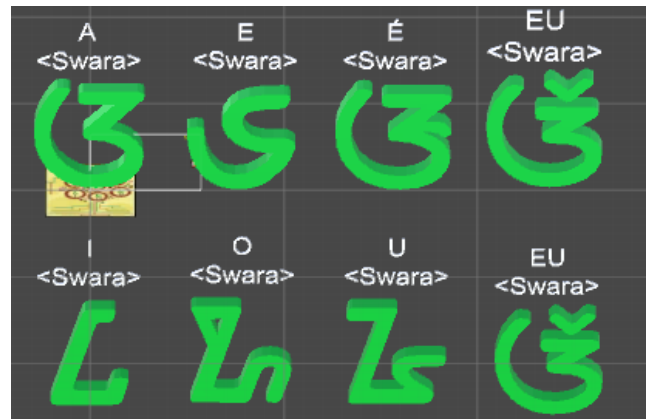 A E É EU
<Swara> <Swara> <Swara> <Swara>
ᮃ ᮈ ᮆ ᮉ
I O U EU
<Swara> <Swara> <Swara> <Swara>
ᮄ ᮇ ᮅ ᮉ